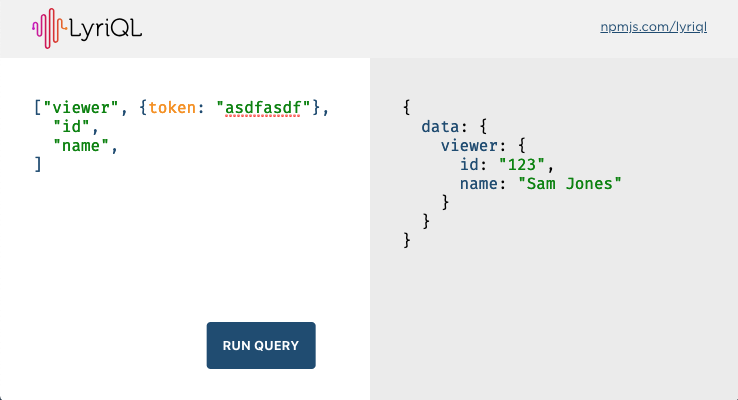 LyriQL
npmjs.com/lyriql
["viewer", {token: "asdfasdf"},
  "id",
  "name",
]
RUN QUERY
{
  data: {
    viewer: {
      id: "123",
      name: "Sam Jones"
    }
  }
}